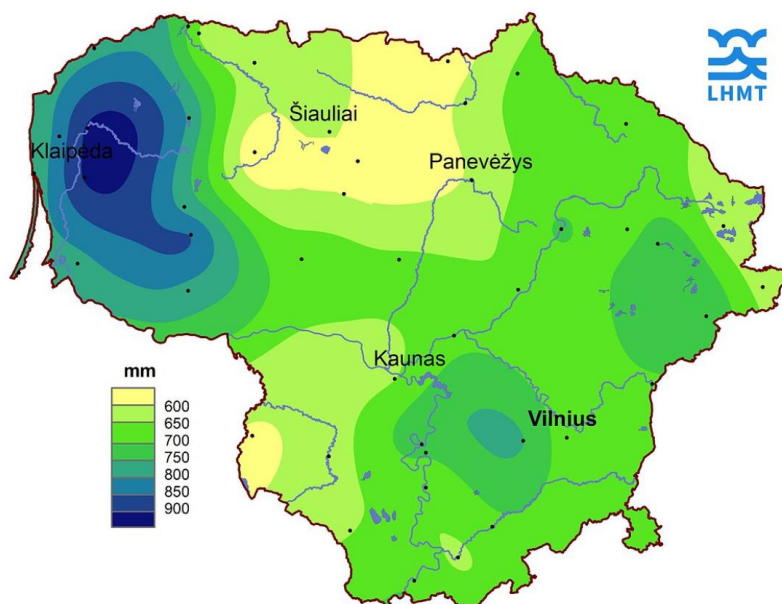 LHMT
Šiauliai
Klaipėda
Panevėžys
Kaunas
Vilnius
mm
600
650
700
750
800
850
900